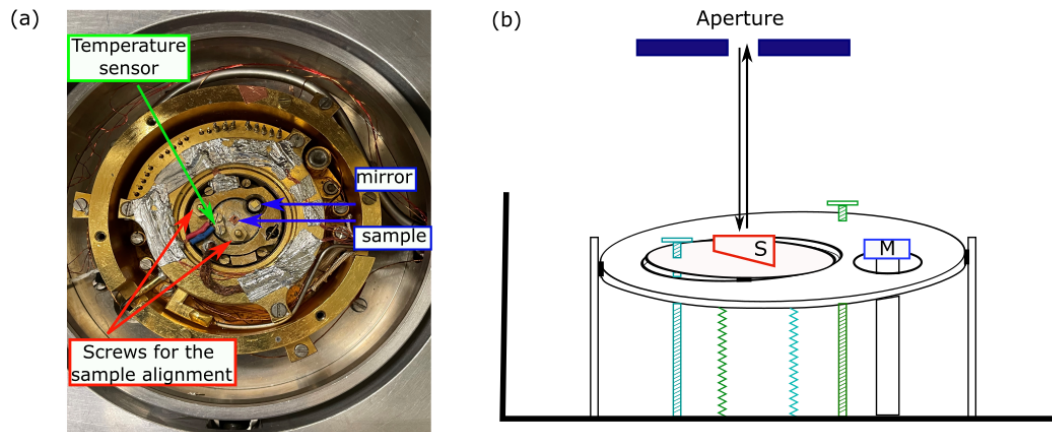 (a)
Temperature
sensor
mirror
sample
Screws for the
sample alignment
(b)
Aperture
S
M